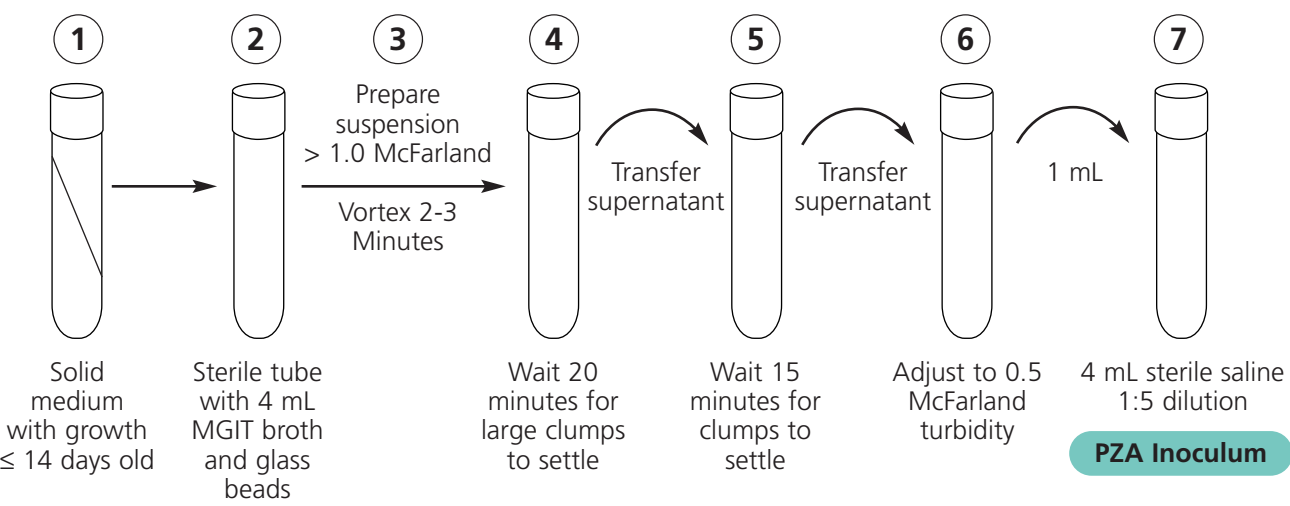 1
2
3
4
5
6
7
Prepare
suspension
> 1.0 McFarland
Vortex 2-3
Minutes
Transfer
supernatant
Transfer
supernatant
1 mL
Solid
medium
with growth
≤ 14 days old
Sterile tube
with 4 mL
MGIT broth
and glass
beads
Wait 20
minutes for
large clumps
to settle
Wait 15
minutes for
clumps to
settle
Adjust to 0.5
McFarland
turbidity
4 mL sterile saline
1:5 dilution
PZA Inoculum